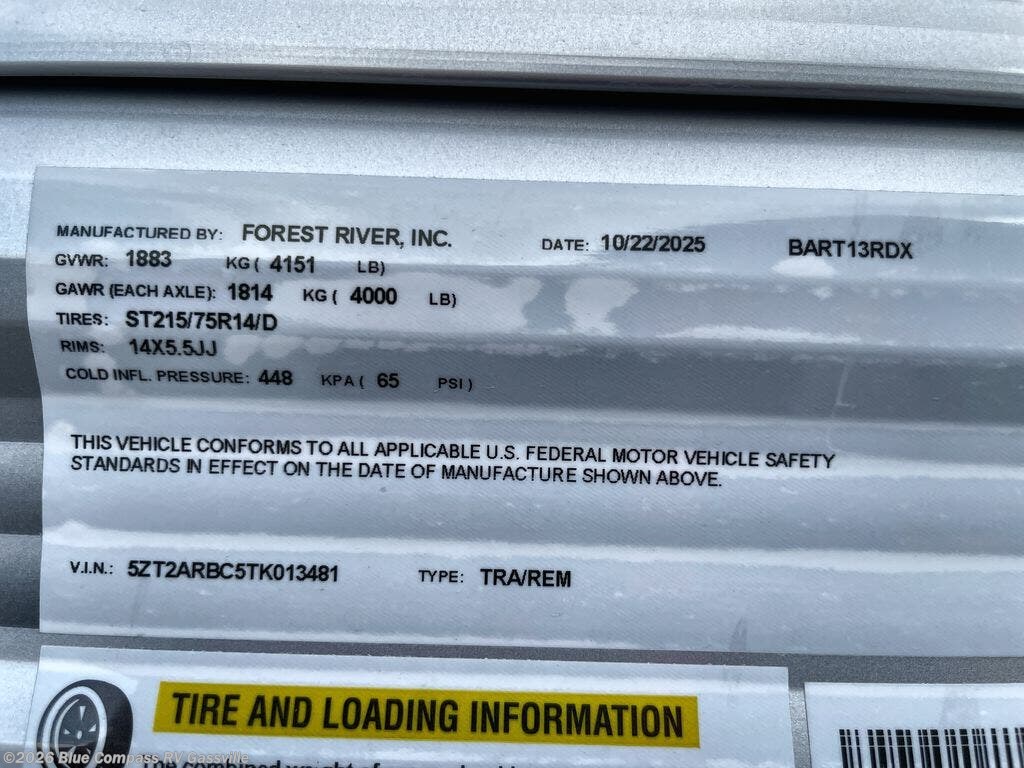 MANUFACTURED BY: FOREST RIVER, INC. DATE: 10/22/2025 BART13RDX
GVWR: 1883 KG ( 4151 LB)
GAWR (EACH AXLE): 1814 KG ( 4000 LB)
TIRES: ST215/75R14/D
RIMS: 14X5.5JJ
COLD INFL. PRESSURE: 448 KPA ( 65 PSI )
THIS VEHICLE CONFORMS TO ALL APPLICABLE U.S. FEDERAL MOTOR VEHICLE SAFETY
STANDARDS IN EFFECT ON THE DATE OF MANUFACTURE SHOWN ABOVE.
V.I.N.: 5ZT2ARBC5TK013481 TYPE: TRA/REM
TIRE AND LOADING INFORMATION
©2026 Blue Compass RV Gassville